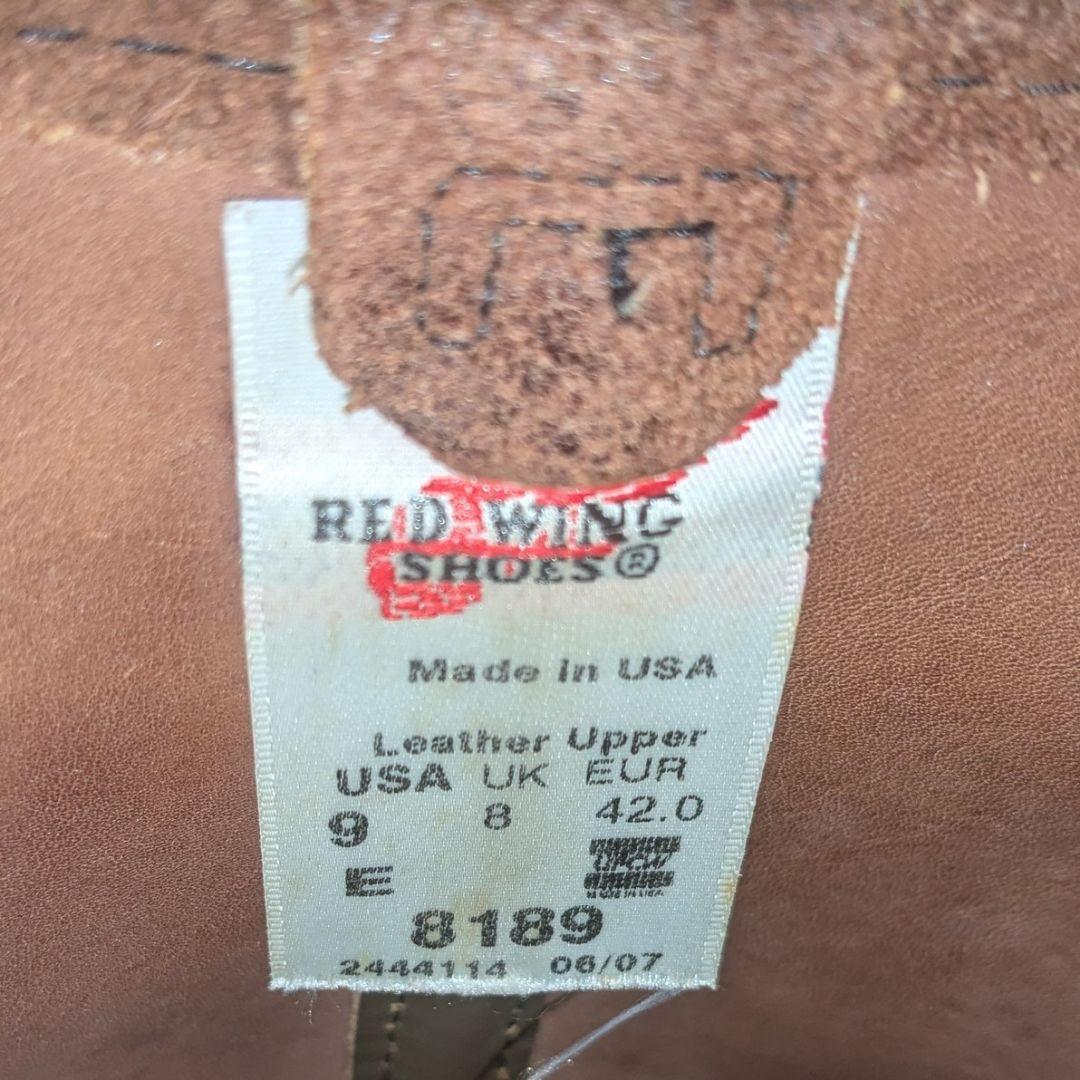 RED WING
SHOES®
Made in USA
Leather Upper
USA UK EUR
9 8 42.0
E UFCW
8189
2444114 06/07